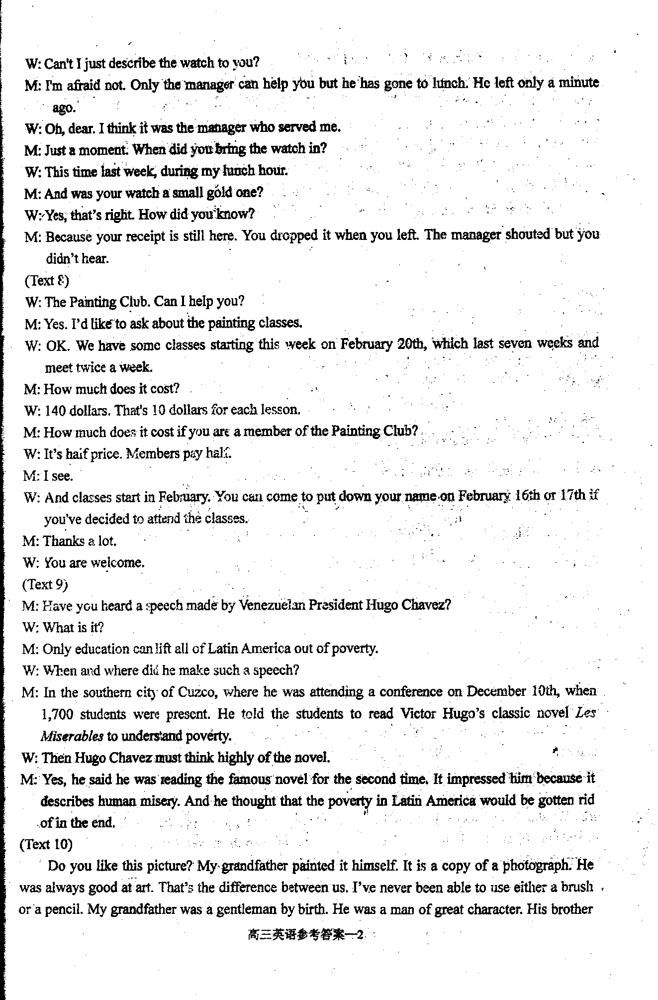 W: Can't I just describe the watch to you?
M: I'm afraid not. Only the manager can help you but he has gone to lunch. He left only a minute
ago.
W: Oh, dear. I think it was the manager who served me.
M: Just a moment. When did you bring the watch in?
W: This time last week, during my lunch hour.
M: And was your watch a small gold one?
W: Yes, that's right. How did you know?
M: Because your receipt is still here. You dropped it when you left. The manager shouted but you
didn't hear.
(Text 8)
W: The Painting Club. Can I help you?
M: Yes. I'd like to ask about the painting classes.
W: OK. We have some classes starting this week on February 20th, which last seven weeks and
meet twice a week.
M: How much does it cost?
W: 140 dollars. That's 10 dollars for each lesson.
M: How much does it cost if you are a member of the Painting Club?
W: It's half price. Members pay half.
M: I see.
W: And classes start in February. You can come to put down your name on February 16th or 17th if
you've decided to attend the classes.
M: Thanks a lot.
W: You are welcome.
(Text 9)
M: Have you heard a speech made by Venezuelan President Hugo Chavez?
W: What is it?
M: Only education can lift all of Latin America out of poverty.
W: When and where did he make such a speech?
M: In the southern city of Cuzco, where he was attending a conference on December 10th, when
1,700 students were present. He told the students to read Victor Hugo's classic novel Les
Miserables to understand poverty.
W: Then Hugo Chavez must think highly of the novel.
M: Yes, he said he was reading the famous novel for the second time. It impressed him because it
describes human misery. And he thought that the poverty in Latin America would be gotten rid
of in the end.
(Text 10)
Do you like this picture? My grandfather painted it himself. It is a copy of a photograph. He
was always good at art. That's the difference between us. I've never been able to use either a brush
or a pencil. My grandfather was a gentleman by birth. He was a man of great character. His brother
高三英语参考答案—2